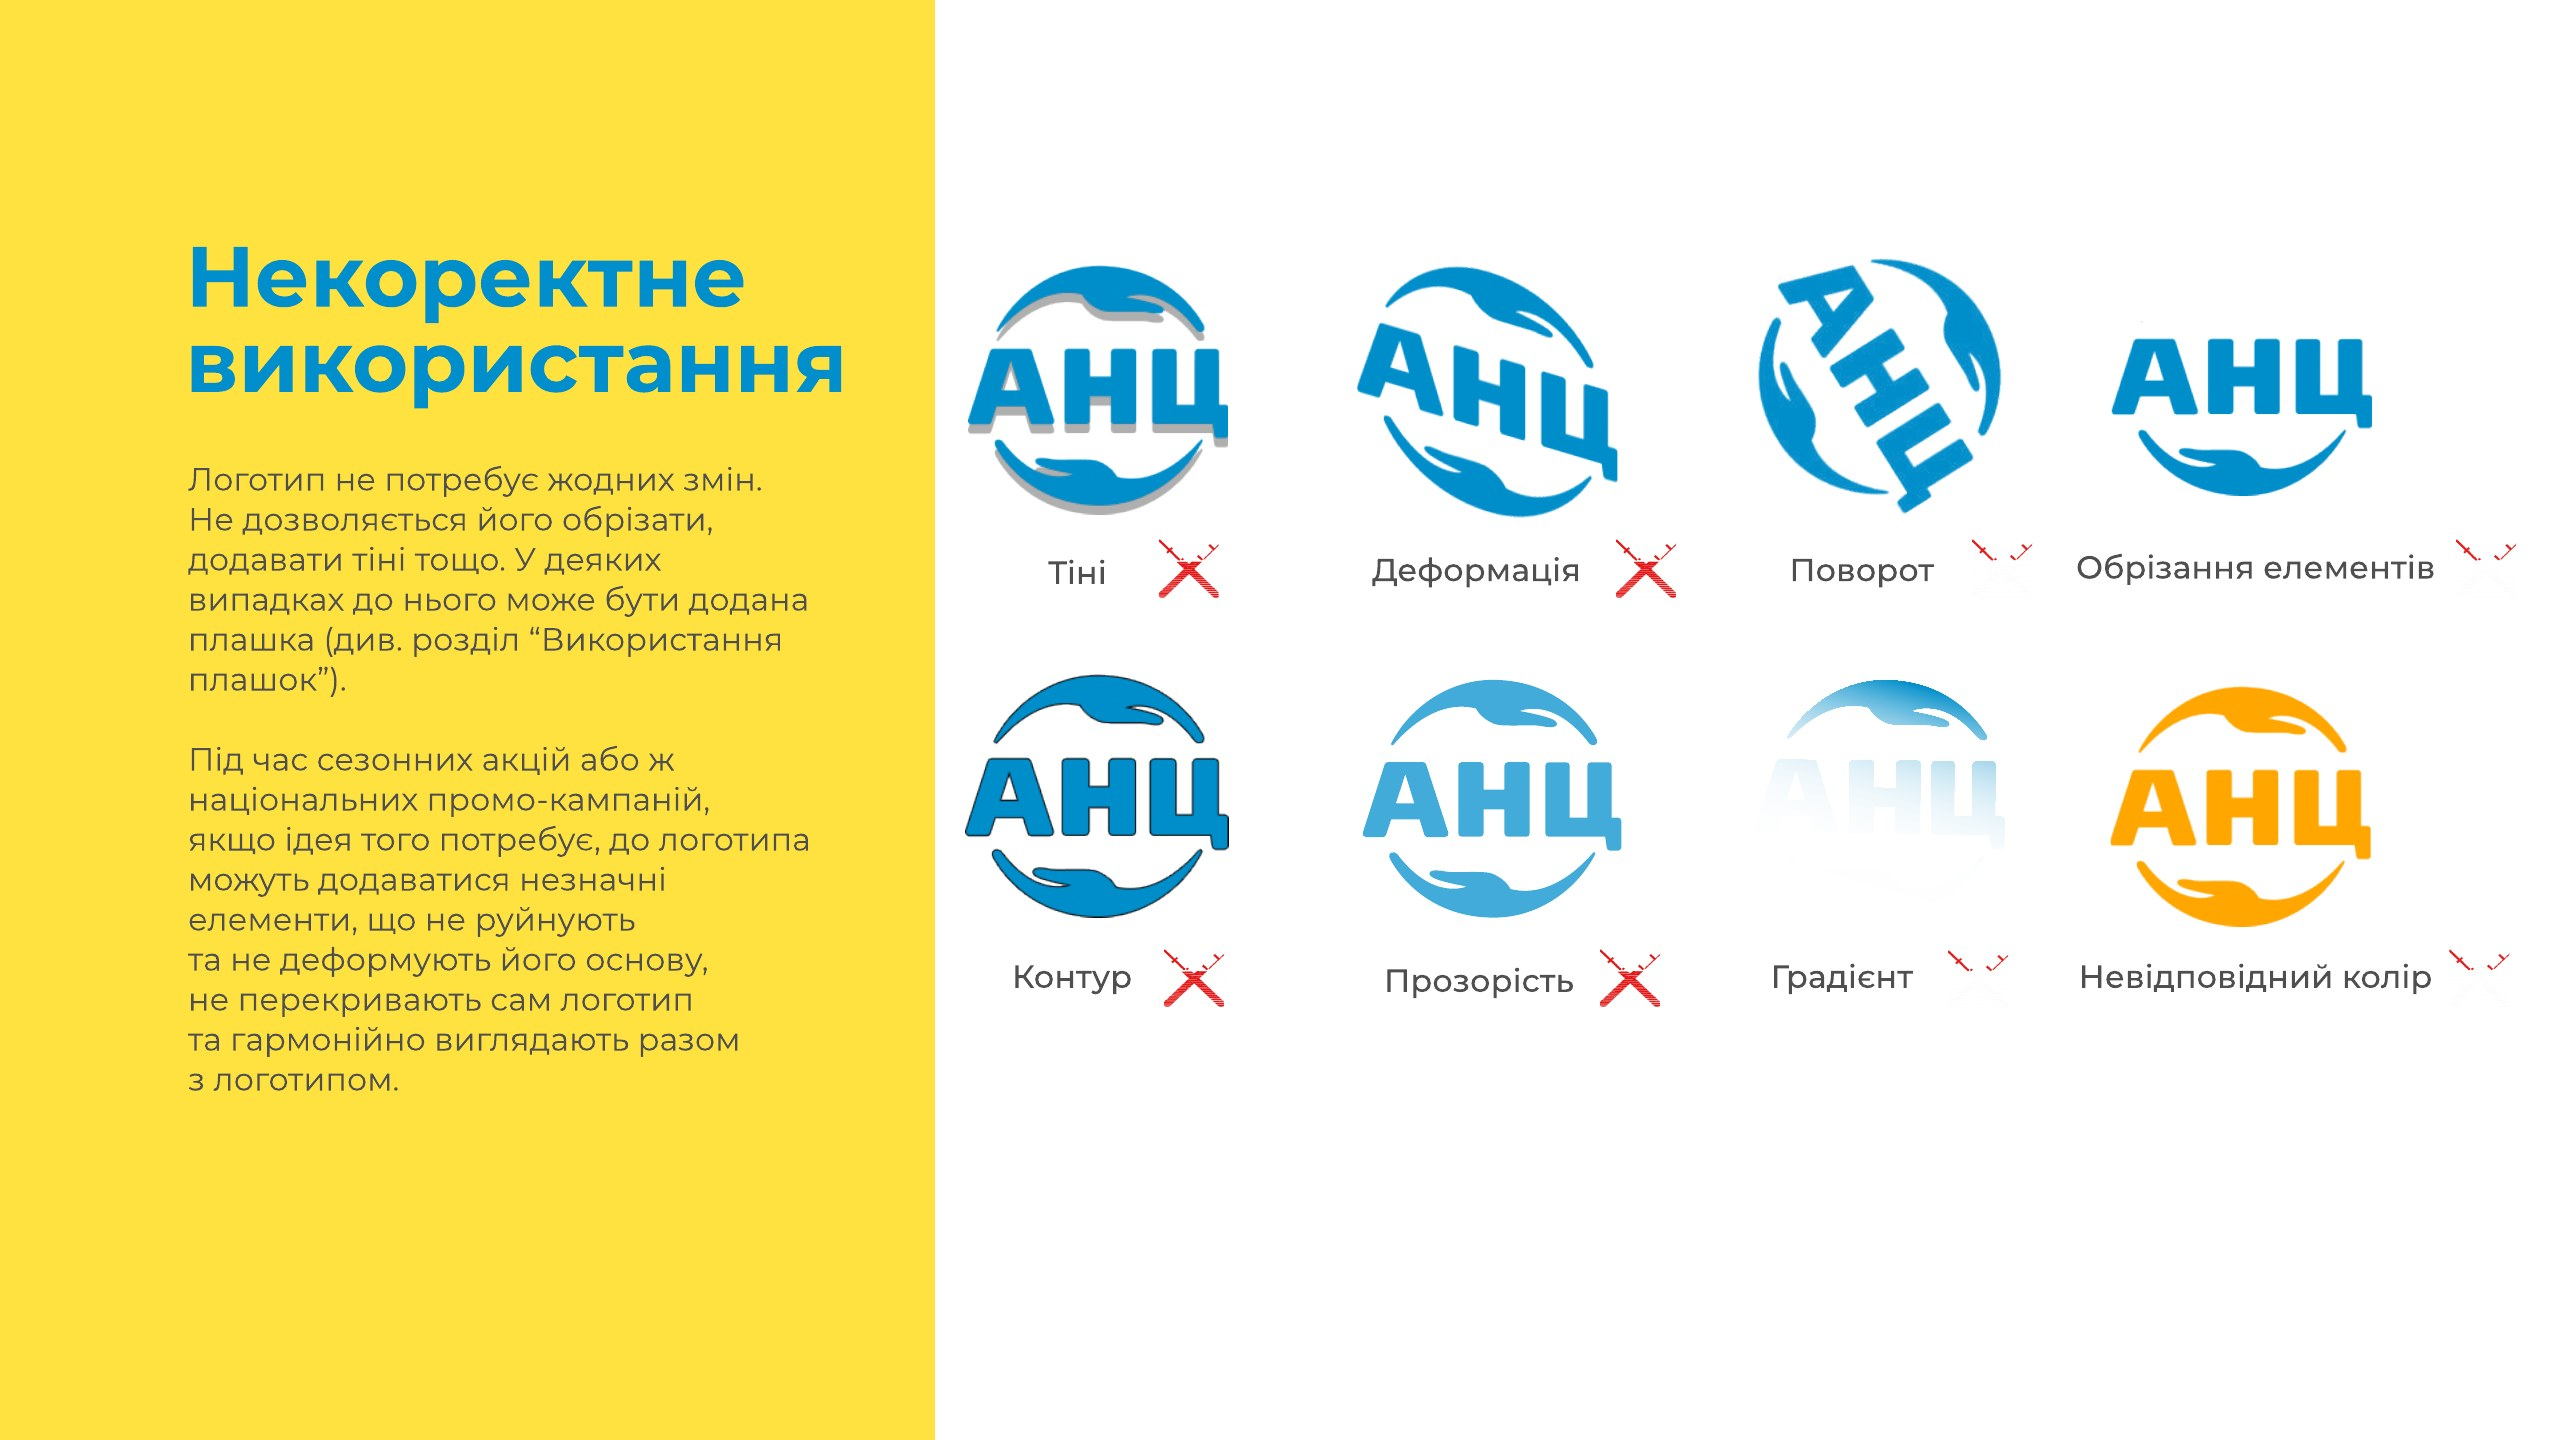 Некоректне
використання
Логотип не потребує жодних змін.
Не дозволяється його обрізати,
додавати тіні тощо. У деяких
випадках до нього може бути додана
плашка (див. розділ “Використання
плашок”).
Під час сезонних акцій або ж
національних промо-кампаній,
якщо ідея того потребує, до логотипа
можуть додаватися незначні
елементи, що не руйнують
та не деформують його основу,
не перекривають сам логотип
та гармонійно виглядають разом
з логотипом.
АНЦ
АНЦ
АНЦ
АНЦ
Тіні
Деформація
Поворот
Обрізання елементів
АНЦ
АНЦ
АНЦ
АНЦ
Контур
Прозорість
Градієнт
Невідповідний колір